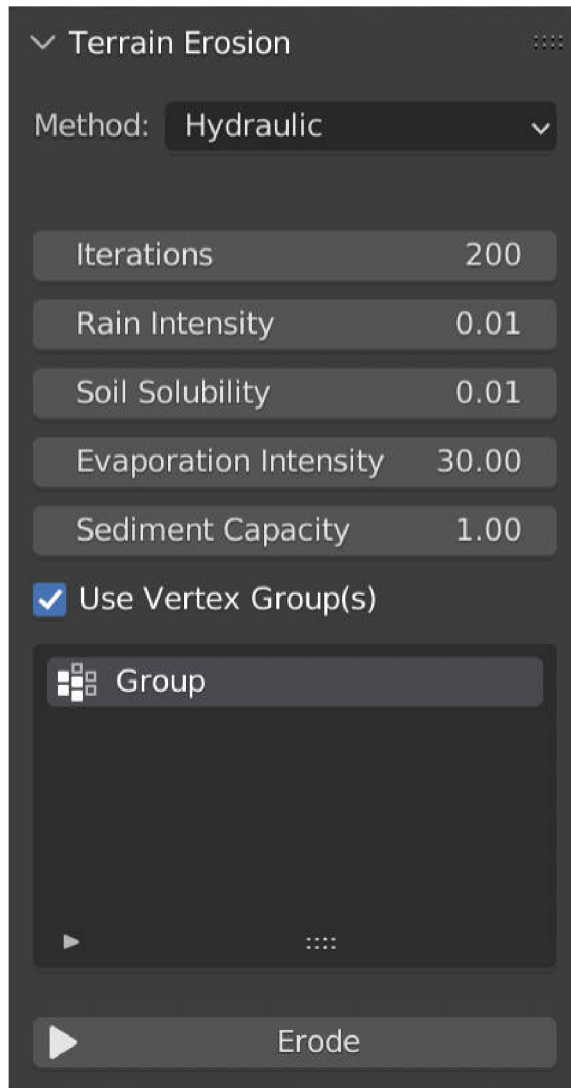 Terrain Erosion
Method: Hydraulic
Iterations 200
Rain Intensity 0.01
Soil Solubility 0.01
Evaporation Intensity 30.00
Sediment Capacity 1.00
Use Vertex Group(s)
Group
Erode